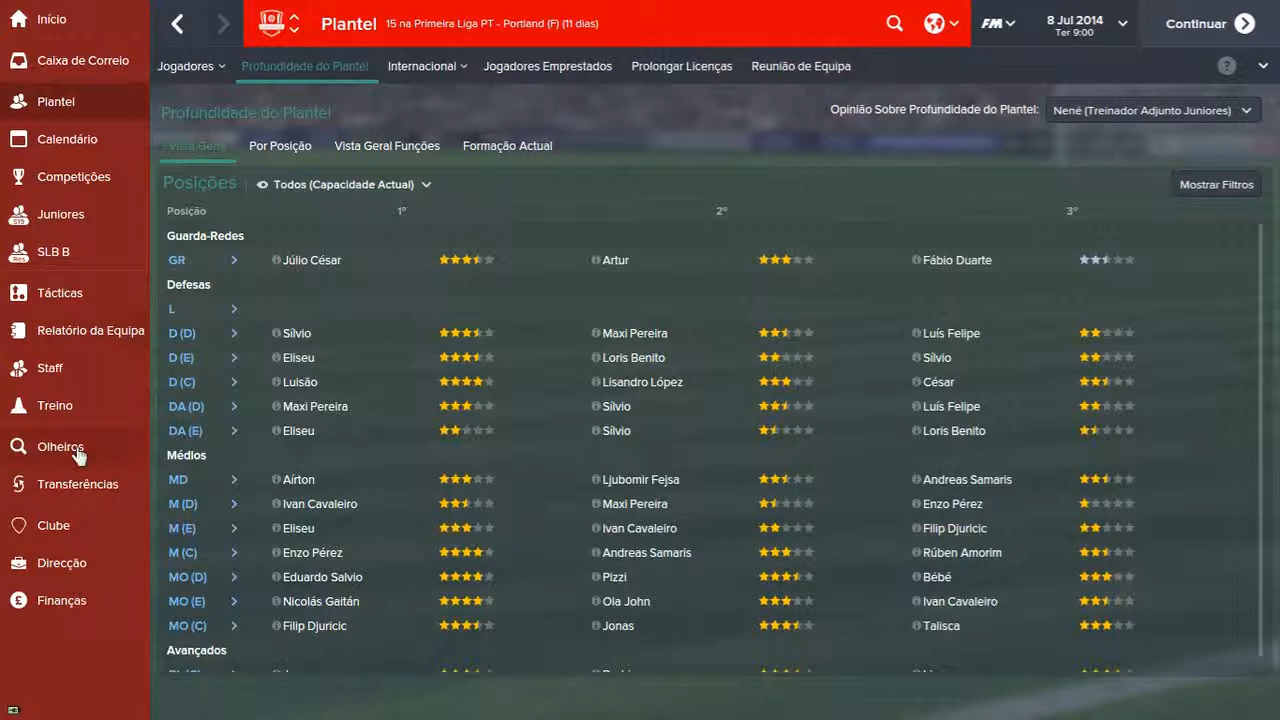 Início
Caixa de Correio
Plantel
Calendário
Competições
Juniores
SLB B
Tácticas
Relatório da Equipa
Staff
Treino
Olheiros
Transferências
Clube
Direcção
Finanças
Plantel 15 na Primeira Liga PT - Portland (F) (11 dias)
FM
8 Jul 2014
Ter 9:00
Continuar
Jogadores Profundidade do Plantel Internacional Jogadores Emprestados Prolongar Licenças Reunião de Equipa
Profundidade do Plantel
Opinião Sobre Profundidade do Plantel: Nené (Treinador Adjunto Juniores)
Vista Geral Por Posição Vista Geral Funções Formação Actual
Posições Todos (Capacidade Actual) Mostrar Filtros
Posição 1º 2º 3º
Guarda-Redes
GR Júlio César Artur Fábio Duarte
Defesas
L
D (D) Sílvio Maxi Pereira Luís Felipe
D (E) Eliseu Loris Benito Sílvio
D (C) Luisão Lisandro López César
DA (D) Maxi Pereira Sílvio Luís Felipe
DA (E) Eliseu Sílvio Loris Benito
Médios
MD Aírton Ljubomir Fejsa Andreas Samaris
M (D) Ivan Cavaleiro Maxi Pereira Enzo Pérez
M (E) Eliseu Ivan Cavaleiro Filip Djuricic
M (C) Enzo Pérez Andreas Samaris Rúben Amorim
MO (D) Eduardo Salvio Pizzi Bébé
MO (E) Nicolás Gaitán Ola John Ivan Cavaleiro
MO (C) Filip Djuricic Jonas Talisca
Avançados